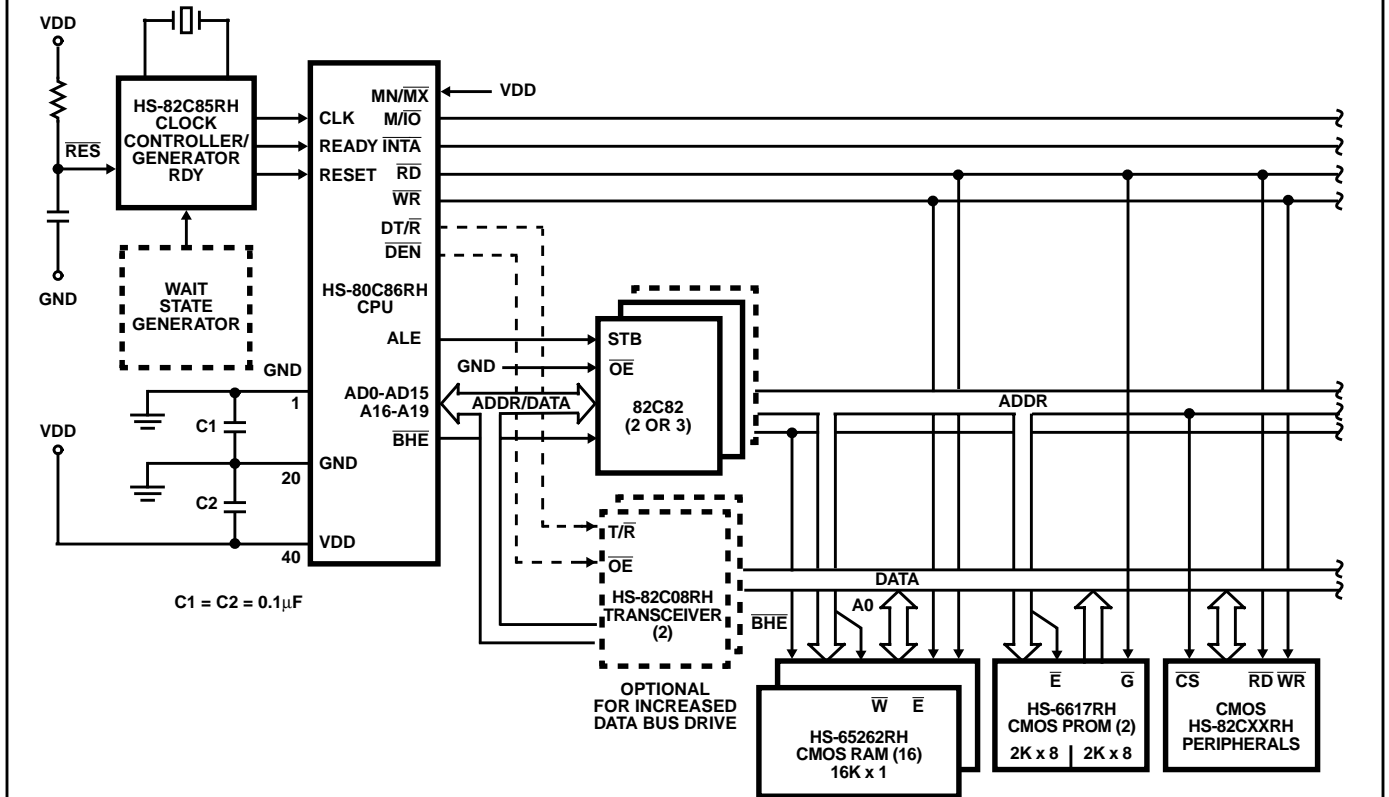 VDD
HS-82C85RH
CLOCK
CONTROLLER/
GENERATOR
RDY
RES
GND
WAIT
STATE
GENERATOR
CLK
READY
RESET
MN/MX
VDD
M/IO
INTA
RD
WR
DT/R
DEN
HS-80C86RH
CPU
ALE
AD0-AD15
A16-A19
BHE
GND
1
C1
GND
20
C2
VDD
VDD
40
C1 = C2 = 0.1μF
STB
GND
OE
ADDR/DATA
82C82
(2 OR 3)
ADDR
T/R
OE
HS-82C08RH
TRANSCEIVER
(2)
OPTIONAL
FOR INCREASED
DATA BUS DRIVE
DATA
BHE
A0
W E
HS-65262RH
CMOS RAM (16)
16K x 1
E G
HS-6617RH
CMOS PROM (2)
2K x 8 | 2K x 8
CS RD WR
CMOS
HS-82CXXRH
PERIPHERALS